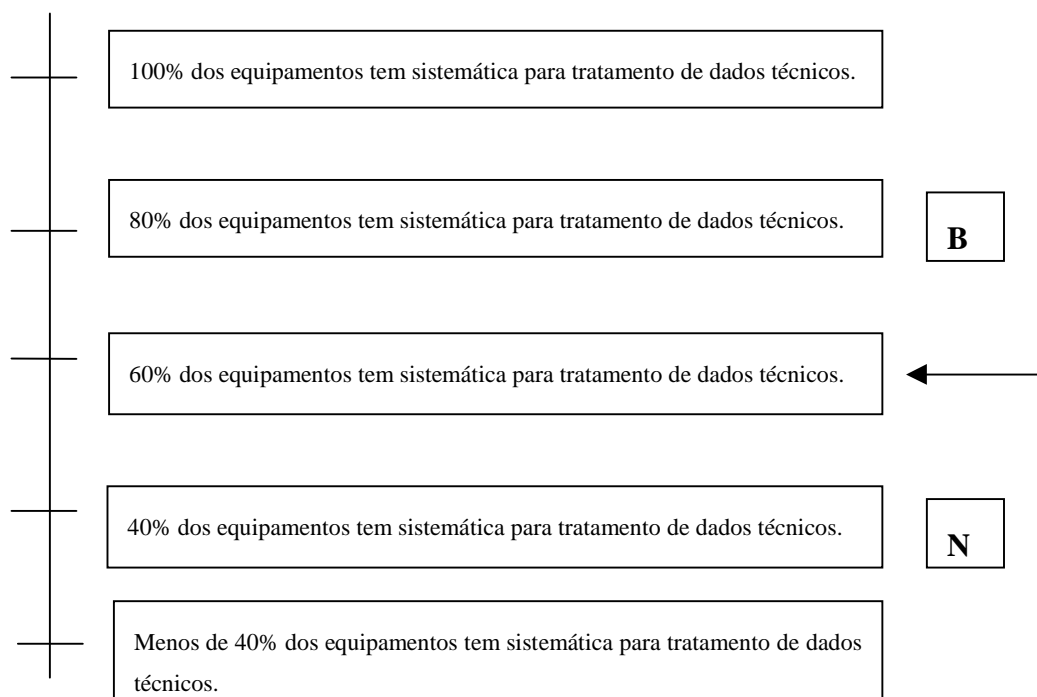 100% dos equipamentos tem sistemática para tratamento de dados técnicos.
80% dos equipamentos tem sistemática para tratamento de dados técnicos.
B
60% dos equipamentos tem sistemática para tratamento de dados técnicos.
40% dos equipamentos tem sistemática para tratamento de dados técnicos.
N
Menos de 40% dos equipamentos tem sistemática para tratamento de dados
técnicos.